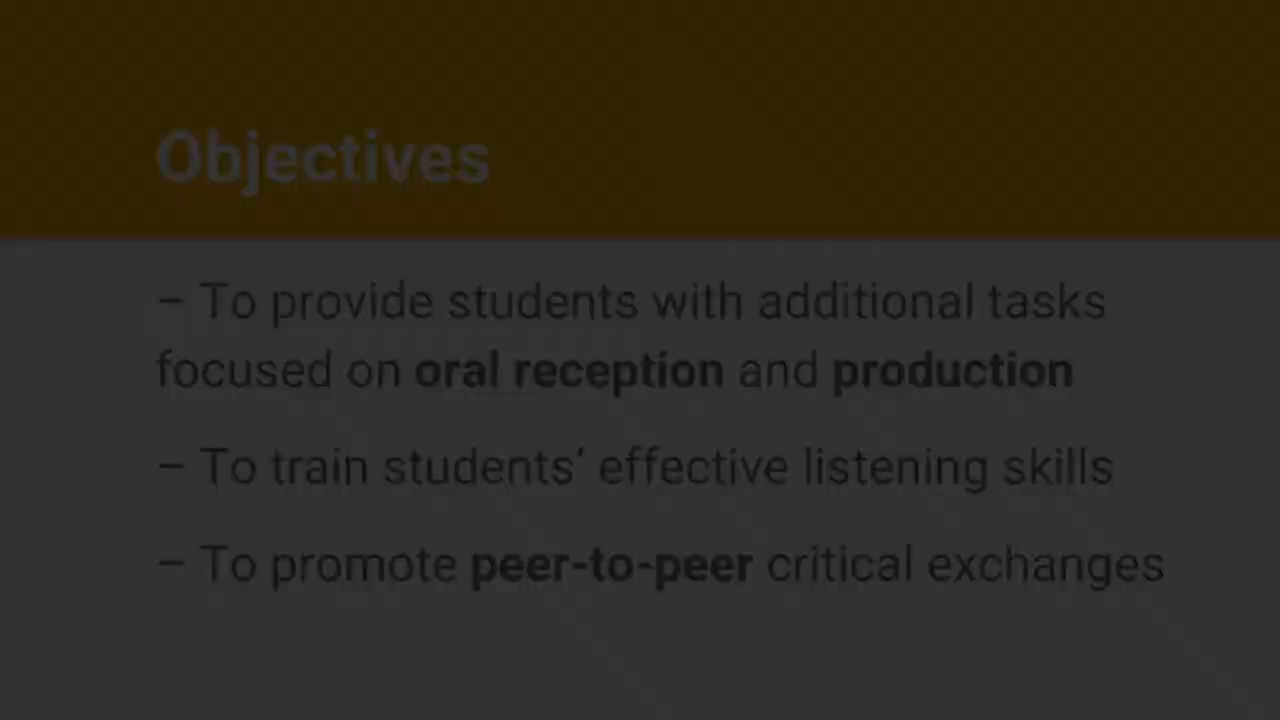 Objectives
– To provide students with additional tasks
focused on oral reception and production
– To train students’ effective listening skills
– To promote peer-to-peer critical exchanges